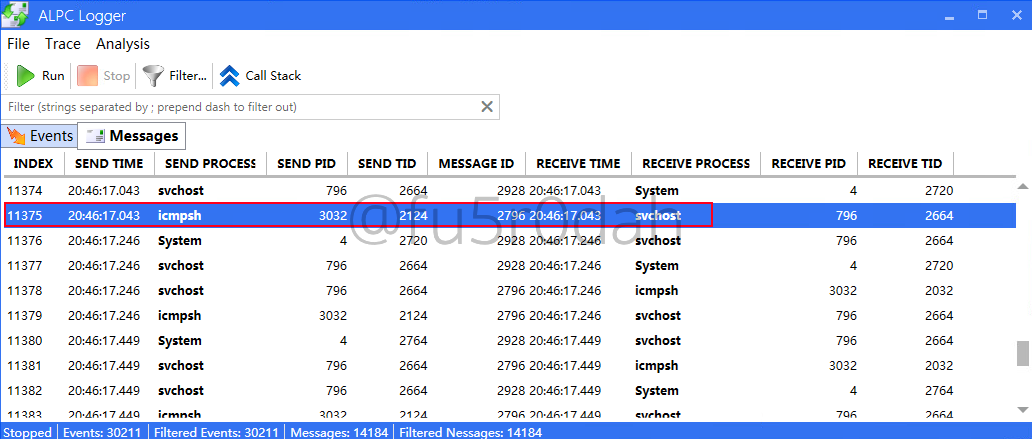 ALPC Logger
File Trace Analysis
Run Stop Filter... Call Stack
Filter (strings separated by ; prepend dash to filter out)
Events Messages
INDEX SEND TIME SEND PROCESS SEND PID SEND TID MESSAGE ID RECEIVE TIME RECEIVE PROCESS RECEIVE PID RECEIVE TID
11374 20:46:17.043 svchost 796 2664 2928 20:46:17.043 System 4 2720
11375 20:46:17.043 icmpsh 3032 2124 2796 20:46:17.043 svchost 796 2664
@fu5r0dah
11376 20:46:17.246 System 4 2720 2928 20:46:17.246 svchost 796 2664
11377 20:46:17.246 svchost 796 2664 2928 20:46:17.246 System 4 2720
11378 20:46:17.246 svchost 796 2664 2796 20:46:17.246 icmpsh 3032 2032
11379 20:46:17.246 icmpsh 3032 2124 2796 20:46:17.246 svchost 796 2664
11380 20:46:17.449 System 4 2764 2928 20:46:17.449 svchost 796 2664
11381 20:46:17.449 svchost 796 2664 2796 20:46:17.449 icmpsh 3032 2032
11382 20:46:17.449 svchost 796 2664 2928 20:46:17.449 System 4 2764
11383 20:46:17.449 icmpsh 3032 2124 2796 20:46:17.449 svchost 796 2664
Stopped Events: 30211 Filtered Events: 30211 Messages: 14184 Filtered Nessages: 14184